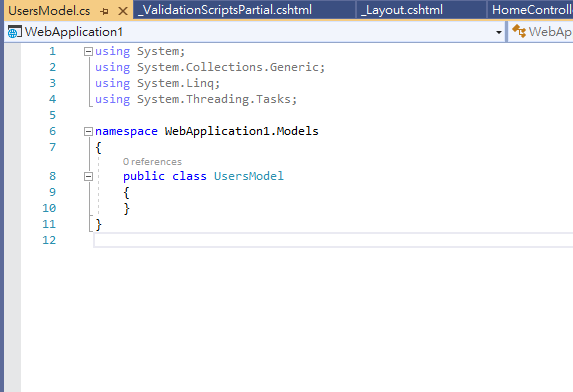 UsersModel.cs
_ValidationScriptsPartial.cshtml
_Layout.cshtml
HomeControll
WebApplication1
WebAp
1 using System;
2 using System.Collections.Generic;
3 using System.Linq;
4 using System.Threading.Tasks;
5
6 namespace WebApplication1.Models
7 {
0 references
8 public class UsersModel
9 {
10 }
11 }
12